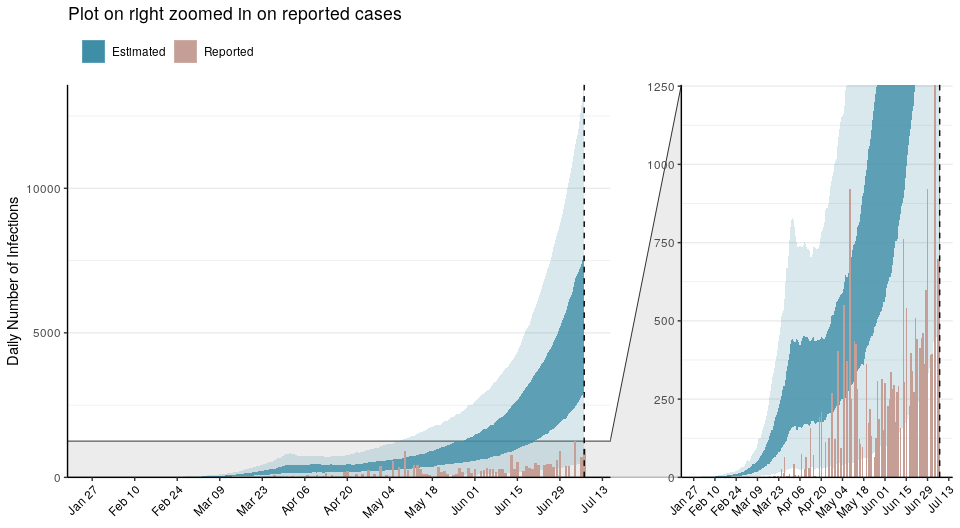 Plot on right zoomed in on reported cases
Estimated Reported
Daily Number of Infections
10000
5000
0
Jan 27 Feb 10 Feb 24 Mar 09 Mar 23 Apr 06 Apr 20 May 04 May 18 Jun 01 Jun 15 Jun 29 Jul 13
1250
1000
750
500
250
0
Jan 27 Feb 10 Feb 24 Mar 09 Mar 23 Apr 06 Apr 20 May 04 May 18 Jun 01 Jun 15 Jun 29 Jul 13